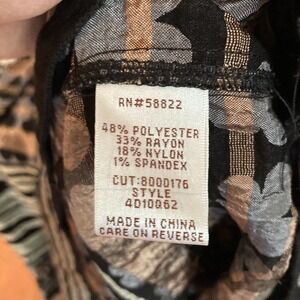 RN#58822
48% POLYESTER
33% RAYON
18% NYLON
1% SPANDEX
CUT:8000176
STYLE
4D10962
MADE IN CHINA
CARE ON REVERSE